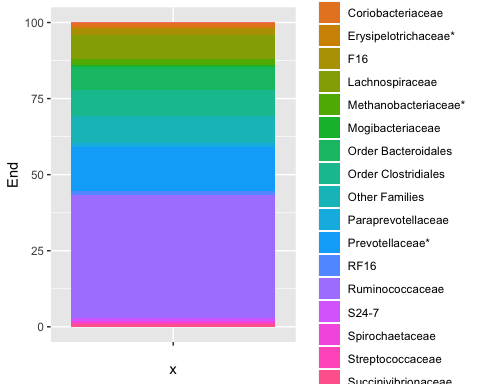 100
75
50
25
0
End
x
Coriobacteriaceae
Erysipelotrichaceae*
F16
Lachnospiraceae
Methanobacteriaceae*
Mogibacteriaceae
Order Bacteroidales
Order Clostridiales
Other Families
Paraprevotellaceae
Prevotellaceae*
RF16
Ruminococcaceae
S24-7
Spirochaetaceae
Streptococcaceae
Succinivibrionaceae